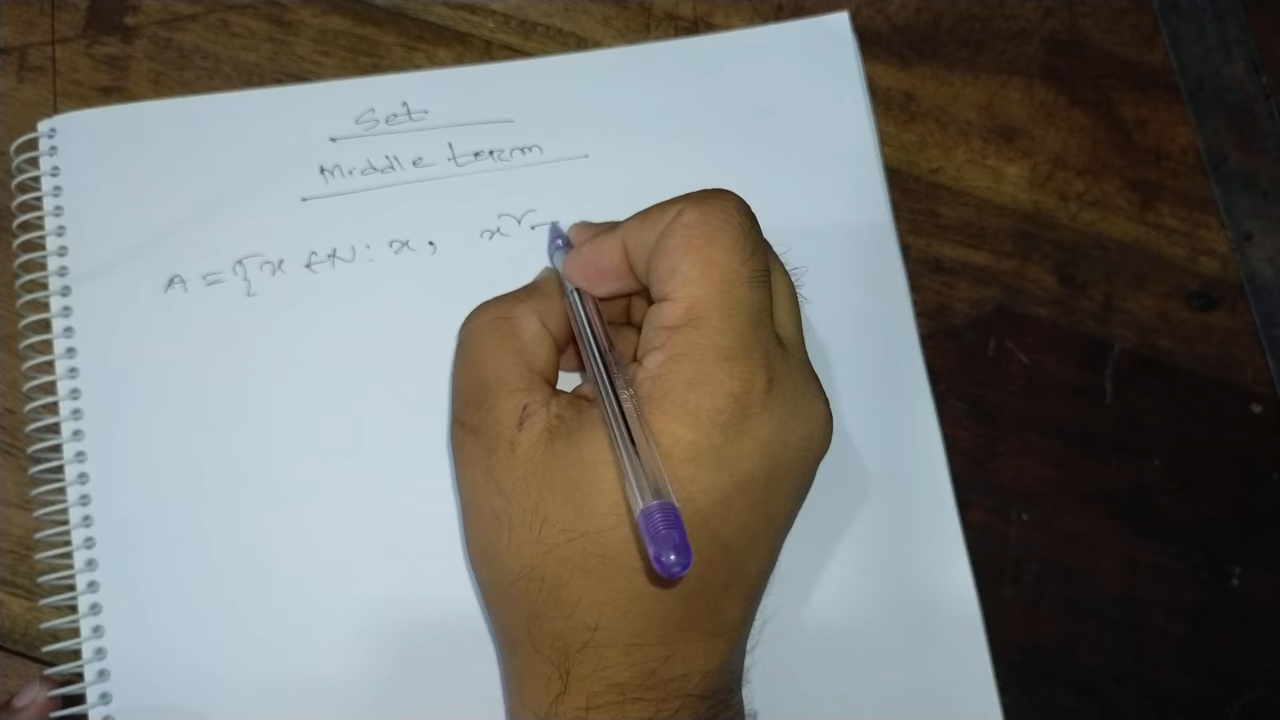 Set
Middle term
A = {x ∈ N : x, x² -